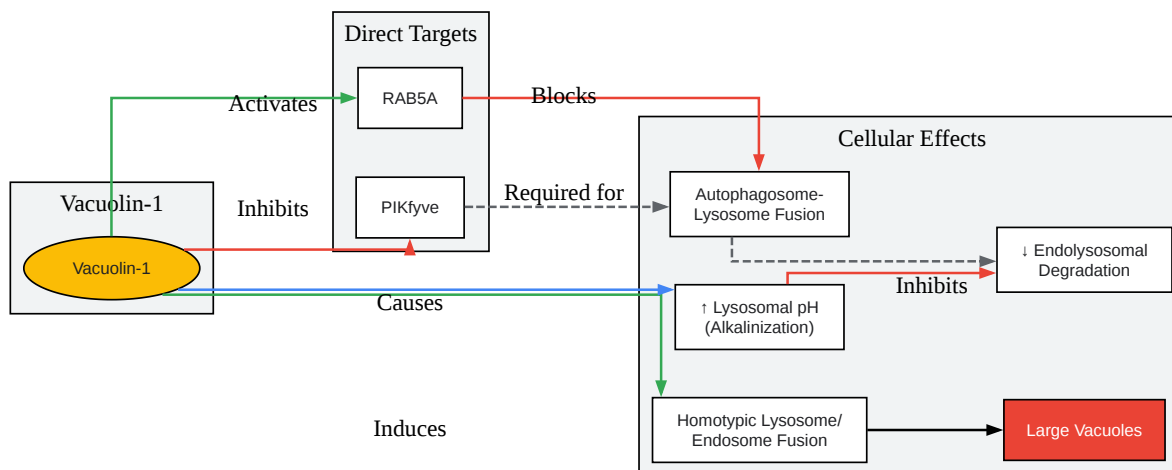 Direct Targets
RAB5A
Activates
Blocks
Cellular Effects
Vacuolin-1
Inhibits
PIKfyve
Required for
Autophagosome-
Lysosome Fusion
Vacuolin-1
↓ Endolysosomal
Degradation
Causes
↑ Lysosomal pH
(Alkalinization)
Inhibits
Induces
Homotypic Lysosome/
Endosome Fusion
Large Vacuoles